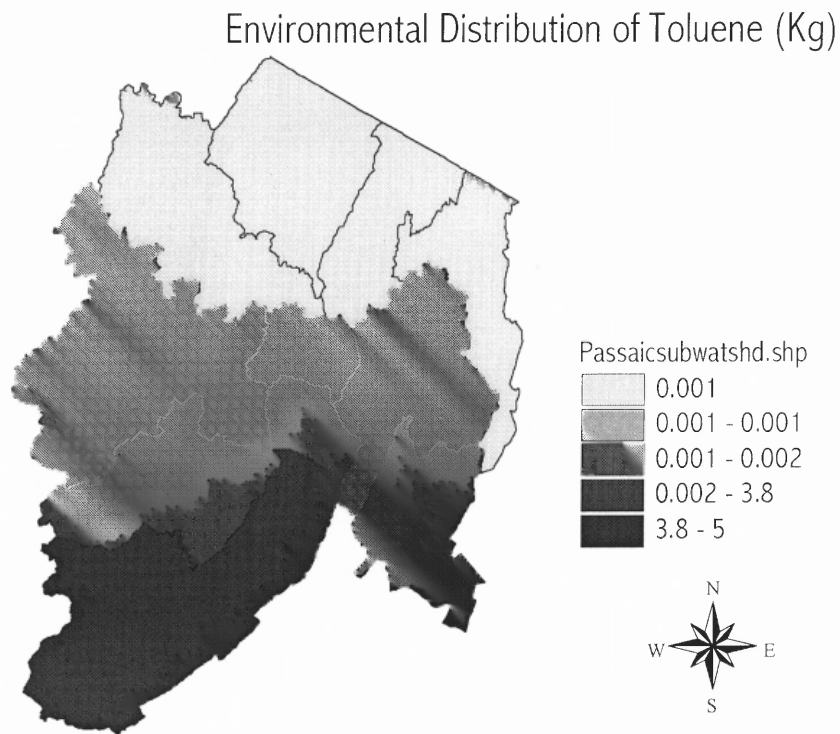 Environmental Distribution of Toluene (Kg)
Passaicsubwatshd.shp
0.001
0.001 - 0.001
0.001 - 0.002
0.002 - 3.8
3.8 - 5
N
W E
S